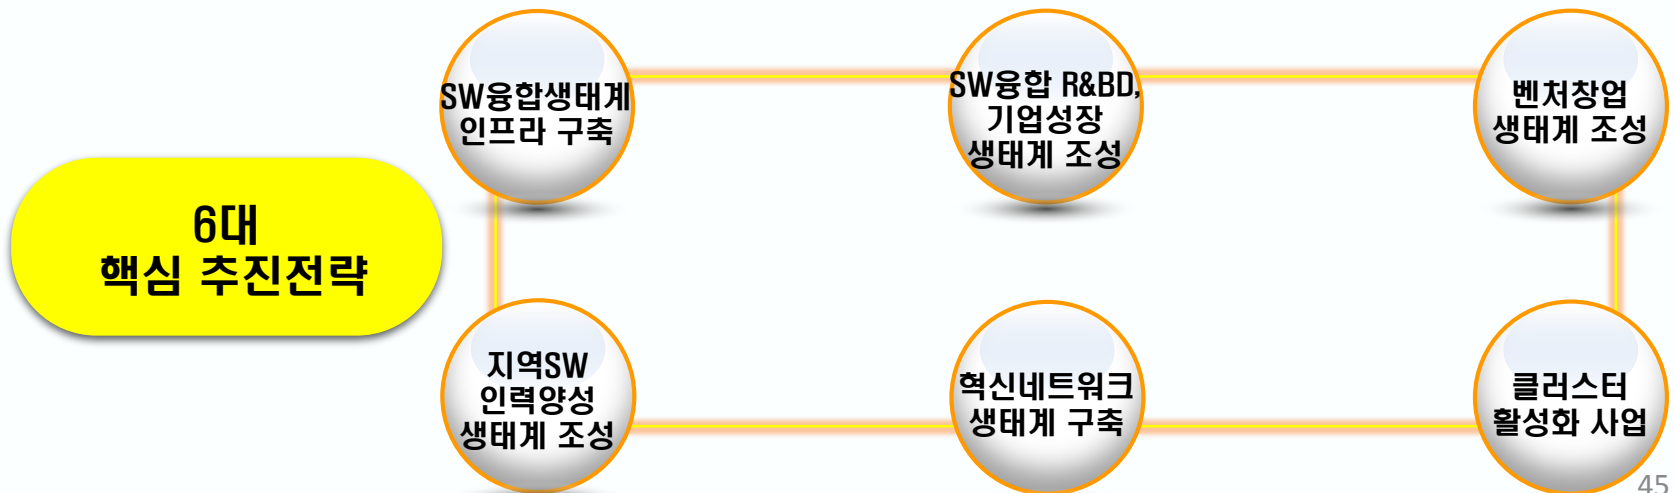 6대
핵심 추진전략
SW융합생태계
인프라 구축
SW융합 R&BD,
기업성장
생태계 조성
벤처창업
생태계 조성
지역SW
인력양성
생태계 조성
혁신네트워크
생태계 구축
클러스터
활성화 사업
45